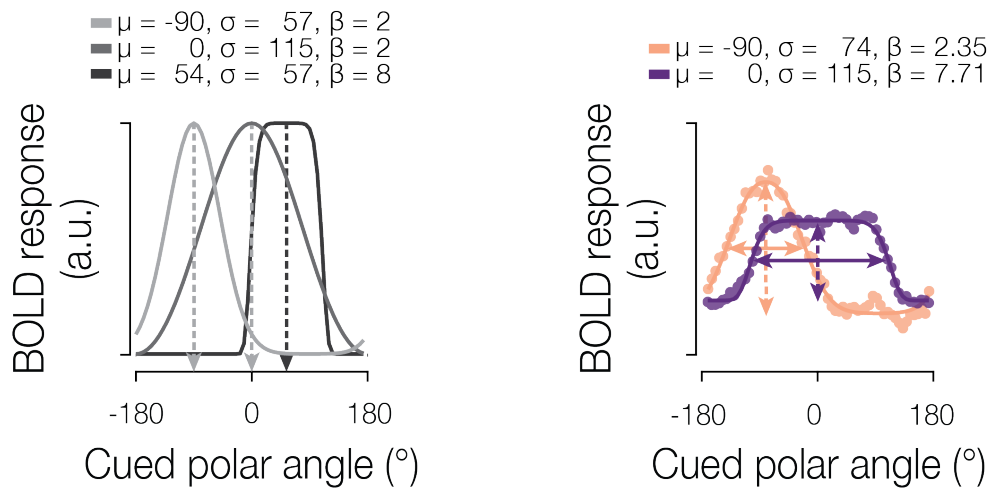 μ = -90, σ = 57, β = 2
μ = 0, σ = 115, β = 2
μ = 54, σ = 57, β = 8
BOLD response
(a.u.)
-180 0 180
Cued polar angle (°)
μ = -90, σ = 74, β = 2.35
μ = 0, σ = 115, β = 7.71
BOLD response
(a.u.)
-180 0 180
Cued polar angle (°)